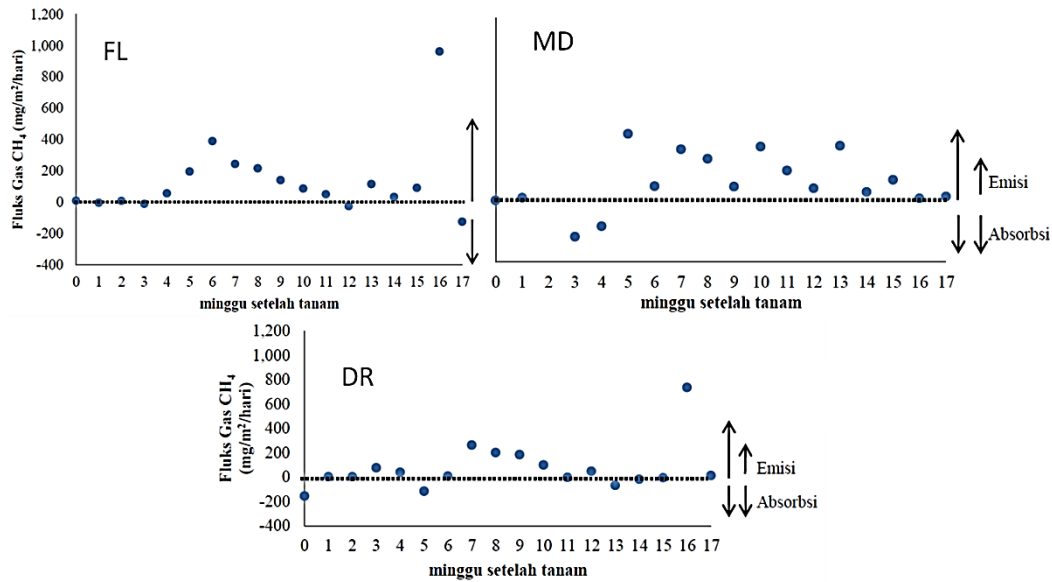 FL
Fluks Gas CH₄ (mg/m²/hari)
1,200
1,000
800
600
400
200
0
-200
-400
0 1 2 3 4 5 6 7 8 9 10 11 12 13 14 15 16 17
minggu setelah tanam
MD
Emisi
Absorbsi
0 1 2 3 4 5 6 7 8 9 10 11 12 13 14 15 16 17
minggu setelah tanam
DR
Fluks Gas CH₄
(mg/m²/hari)
1,200
1,000
800
600
400
200
0
-200
-400
Emisi
Absorbsi
0 1 2 3 4 5 6 7 8 9 10 11 12 13 14 15 16 17
minggu setelah tanam